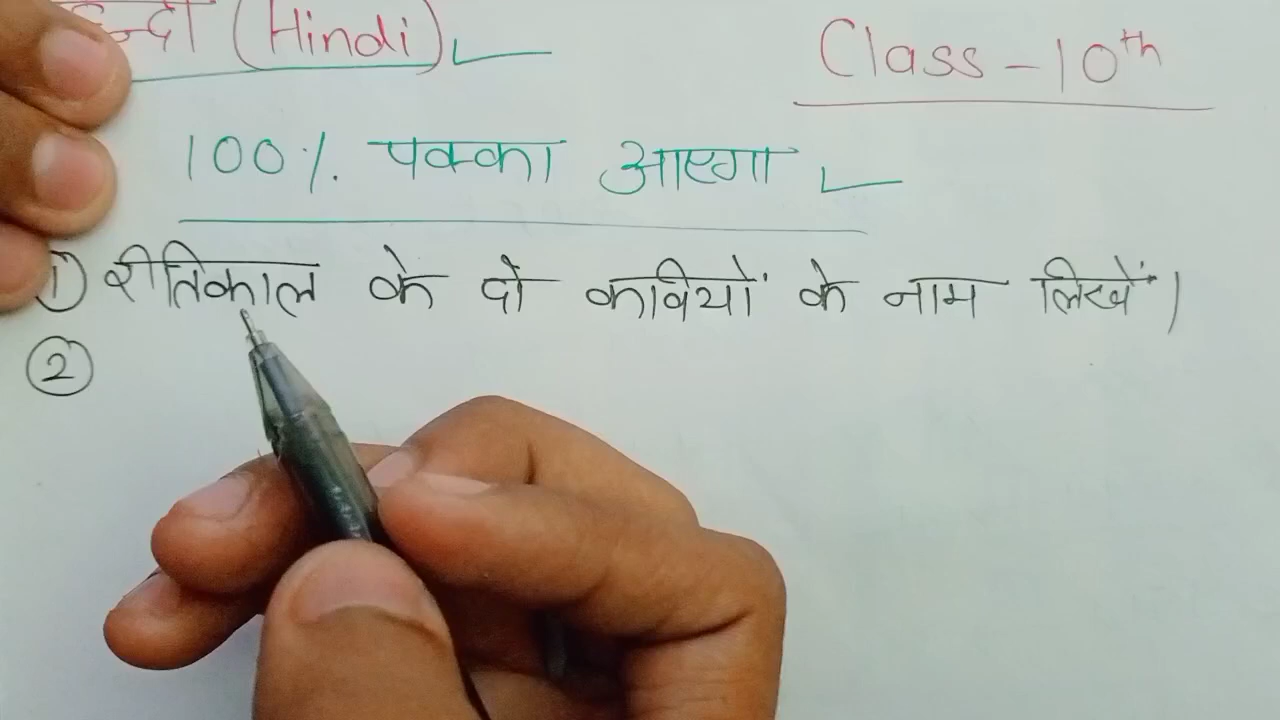 हिन्दी (Hindi)
Class - 10th
100% पक्का आएगा
① रीतिकाल के दो कवियों के नाम लिखें।
②